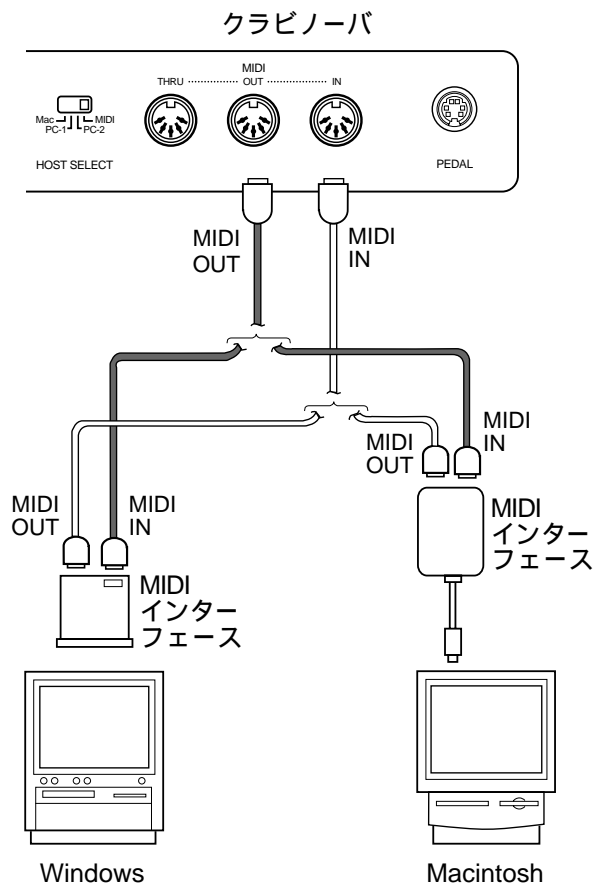 クラビノーバ
MIDI
THRU OUT IN
Mac MIDI
PC-1 PC-2
HOST SELECT
PEDAL
MIDI
OUT
MIDI
IN
MIDI
OUT
MIDI
IN
MIDI
OUT
MIDI
IN
MIDI
インター
フェース
MIDI
インター
フェース
Windows
Macintosh